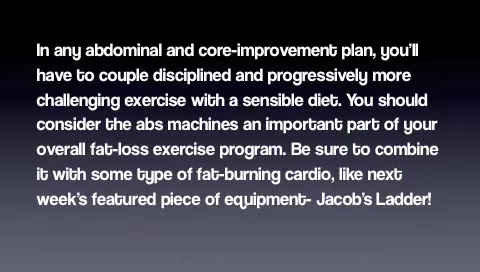 In any abdominal and core-improvement plan, you'll
have to couple disciplined and progressively more
challenging exercise with a sensible diet. You should
consider the abs machines an important part of your
overall fat-loss exercise program. Be sure to combine
it with some type of fat-burning cardio, like next
week's featured piece of equipment- Jacob's Ladder!